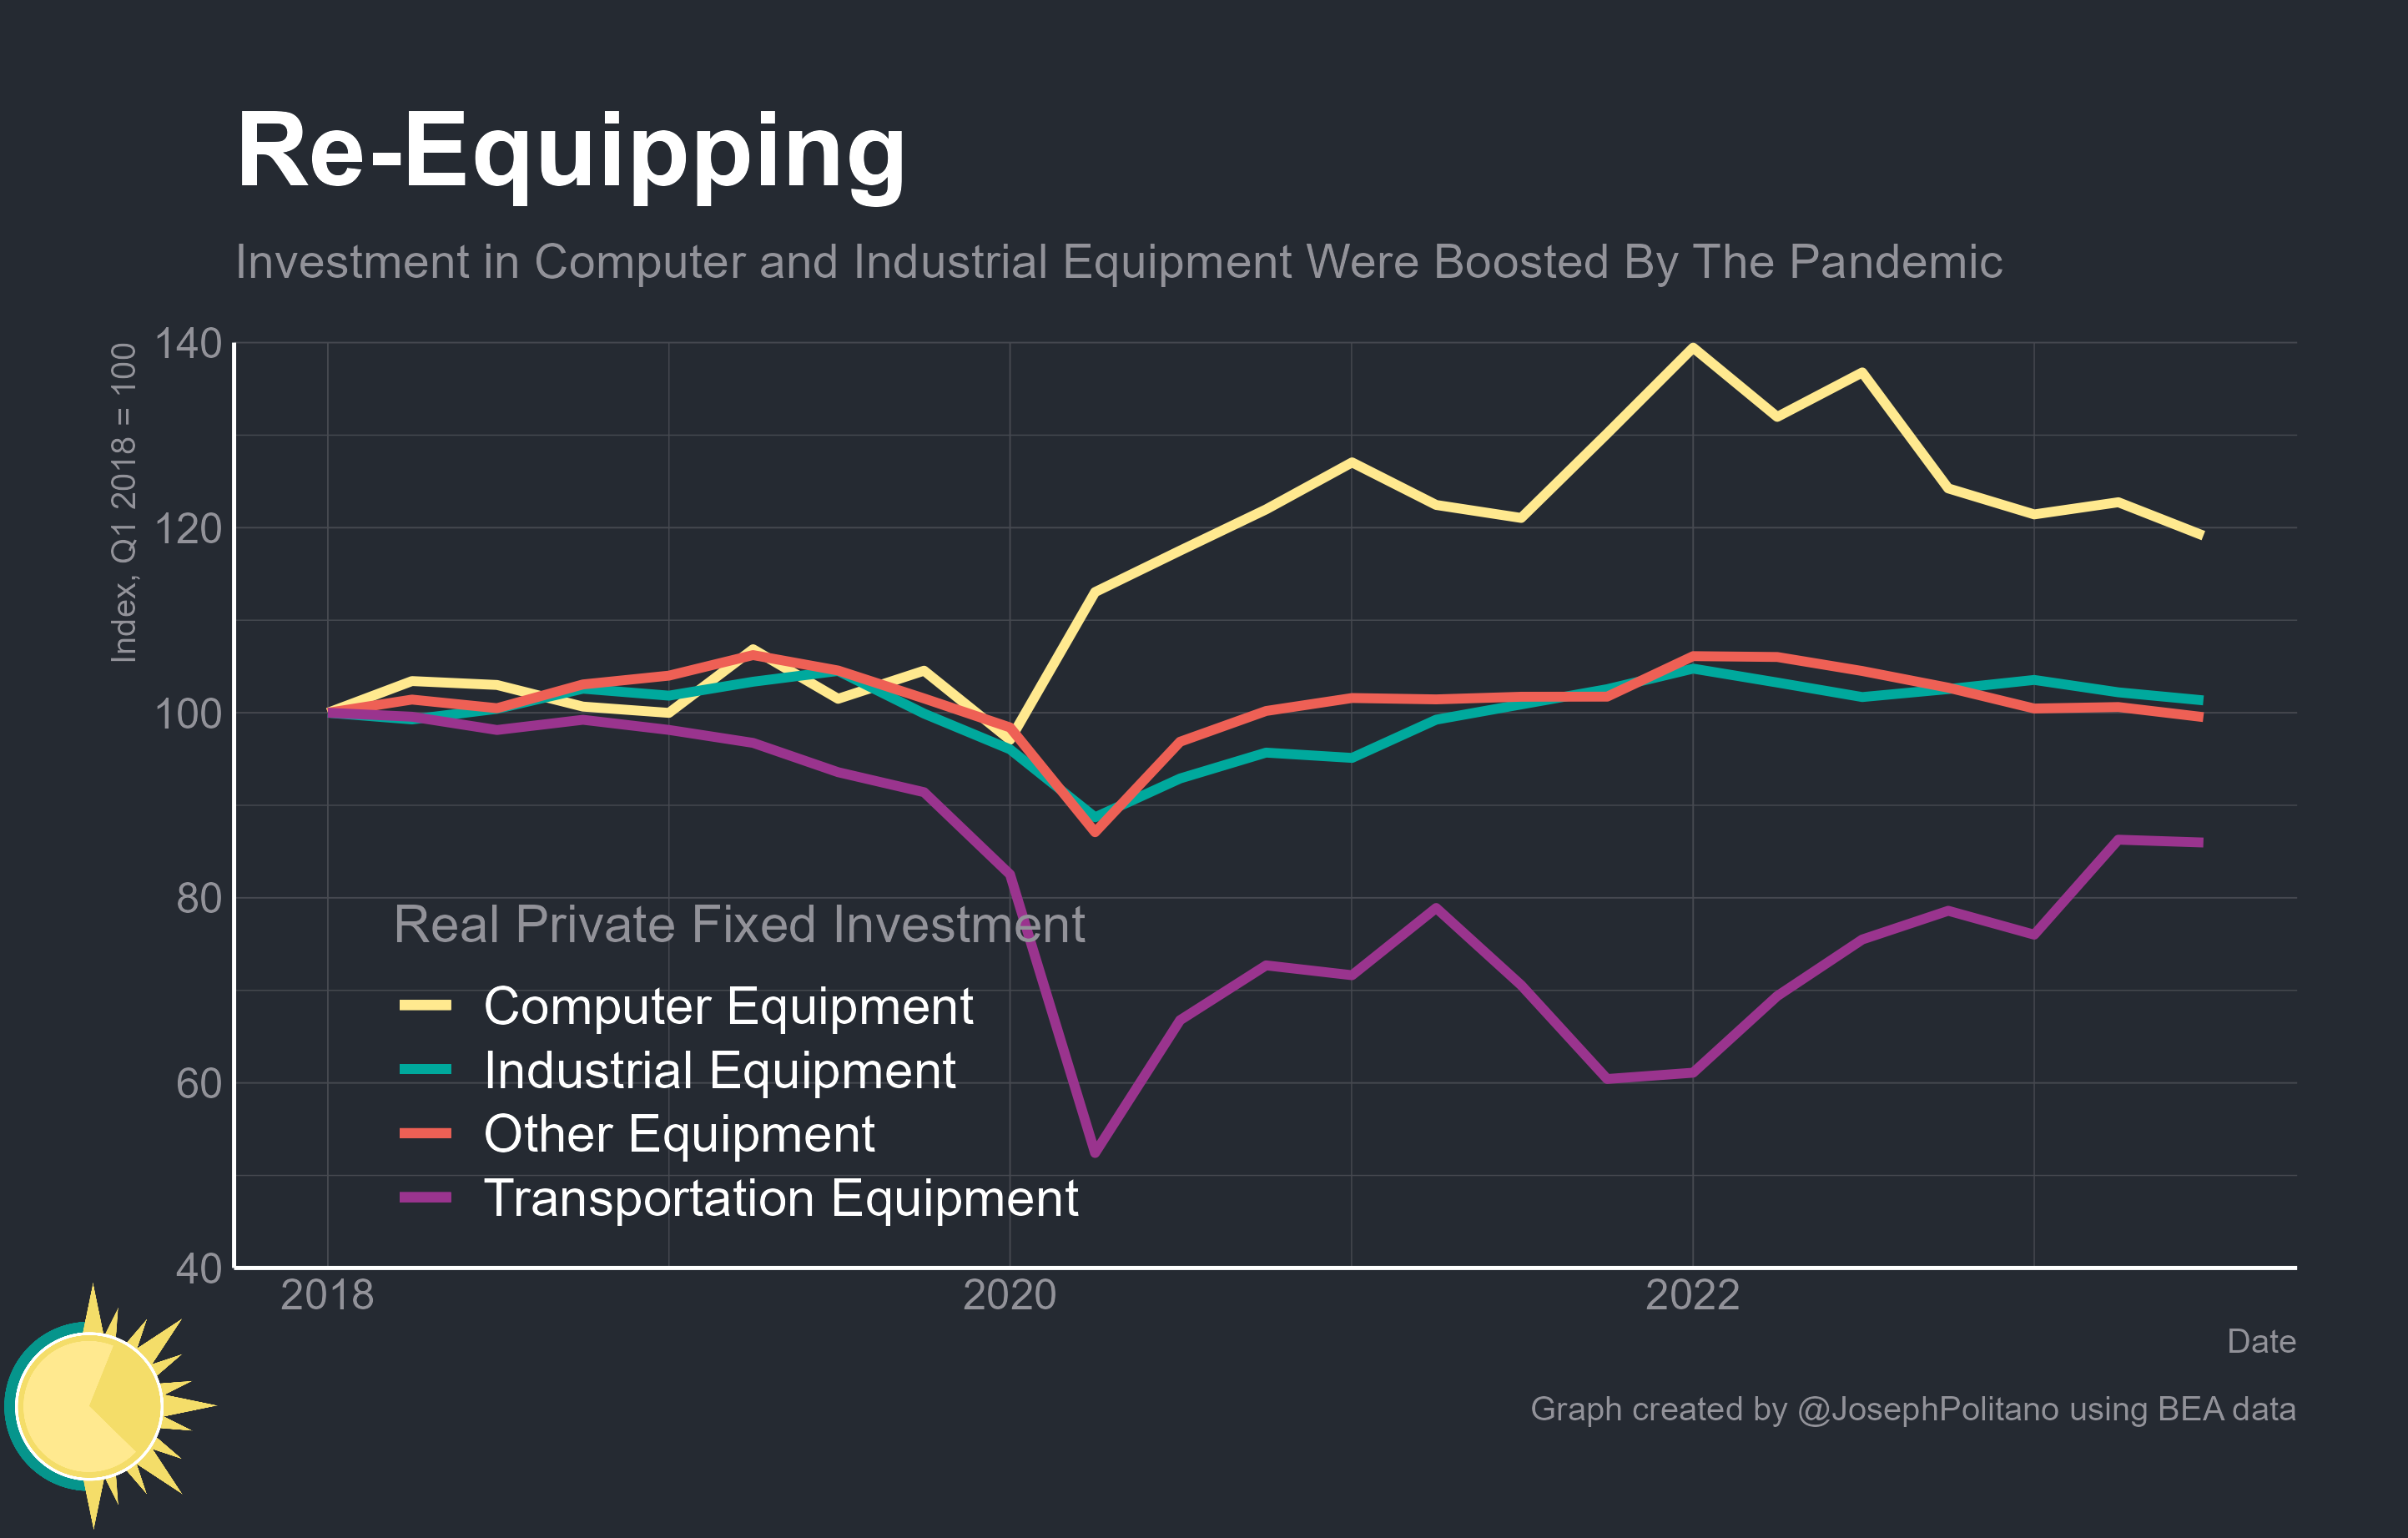 Re-Equipping
Investment in Computer and Industrial Equipment Were Boosted By The Pandemic
Index, Q1 2018 = 100
140
120
100
80
60
40
Real Private Fixed Investment
Computer Equipment
Industrial Equipment
Other Equipment
Transportation Equipment
2018 2020 2022
Date
Graph created by @JosephPolitano using BEA data